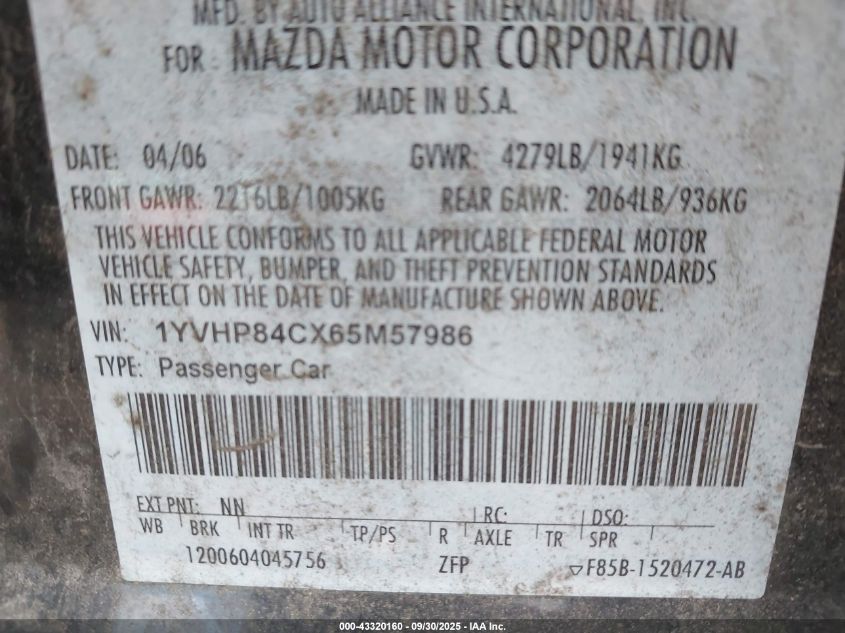 MFD. BY AUTO ALLIANCE INTERNATIONAL, INC.
FOR MAZDA MOTOR CORPORATION
MADE IN U.S.A.
DATE: 04/06 GVWR: 4279LB/1941KG
FRONT GAWR: 2216LB/1005KG REAR GAWR: 2064LB/936KG
THIS VEHICLE CONFORMS TO ALL APPLICABLE FEDERAL MOTOR
VEHICLE SAFETY, BUMPER, AND THEFT PREVENTION STANDARDS
IN EFFECT ON THE DATE OF MANUFACTURE SHOWN ABOVE.
VIN: 1YVHP84CX65M57986
TYPE: Passenger Car
EXT PNT: NN RC: DSO:
WB BRK INT TR TP/PS R AXLE TR SPR
1200604045756 ZFP ▽F85B-1520472-AB
000-43320160 - 09/30/2025 - IAA Inc.